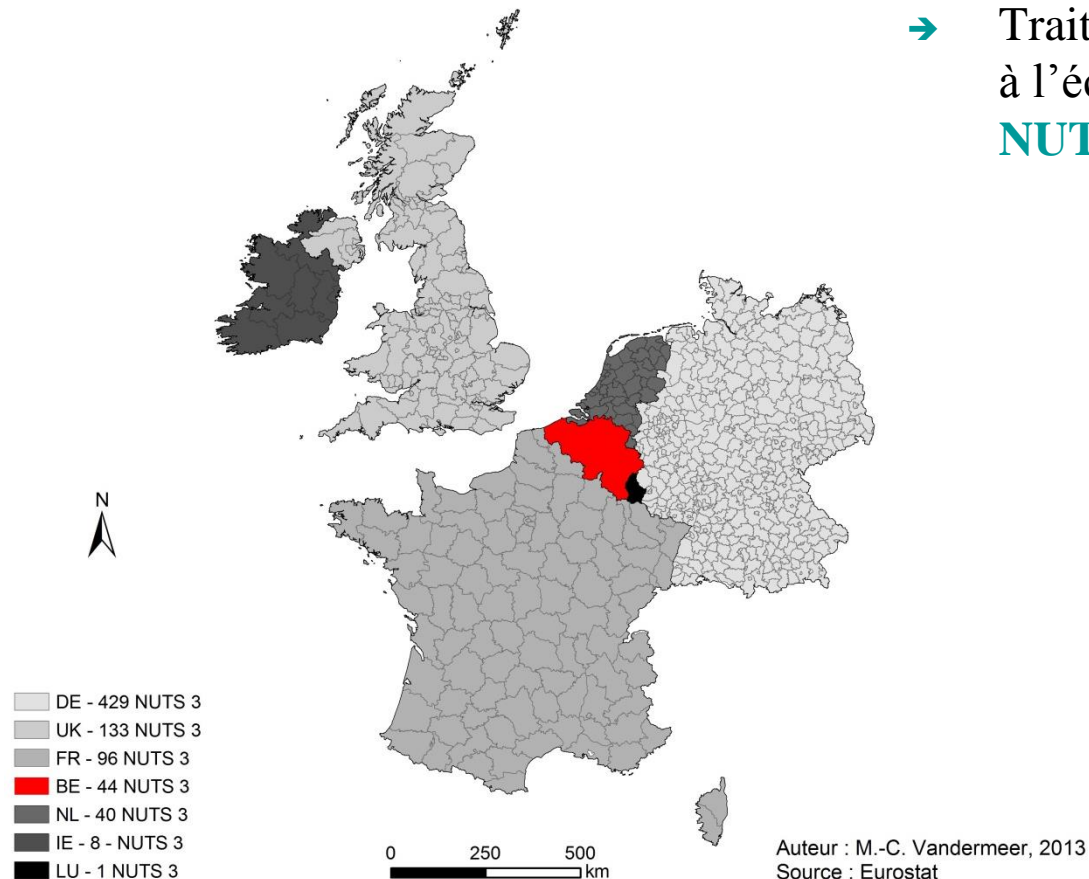 ➔ Trait
à l’éc
NUT
N
DE - 429 NUTS 3
UK - 133 NUTS 3
FR - 96 NUTS 3
BE - 44 NUTS 3
NL - 40 NUTS 3
IE - 8 - NUTS 3
LU - 1 NUTS 3
0 250 500
km
Auteur : M.-C. Vandermeer, 2013
Source : Eurostat